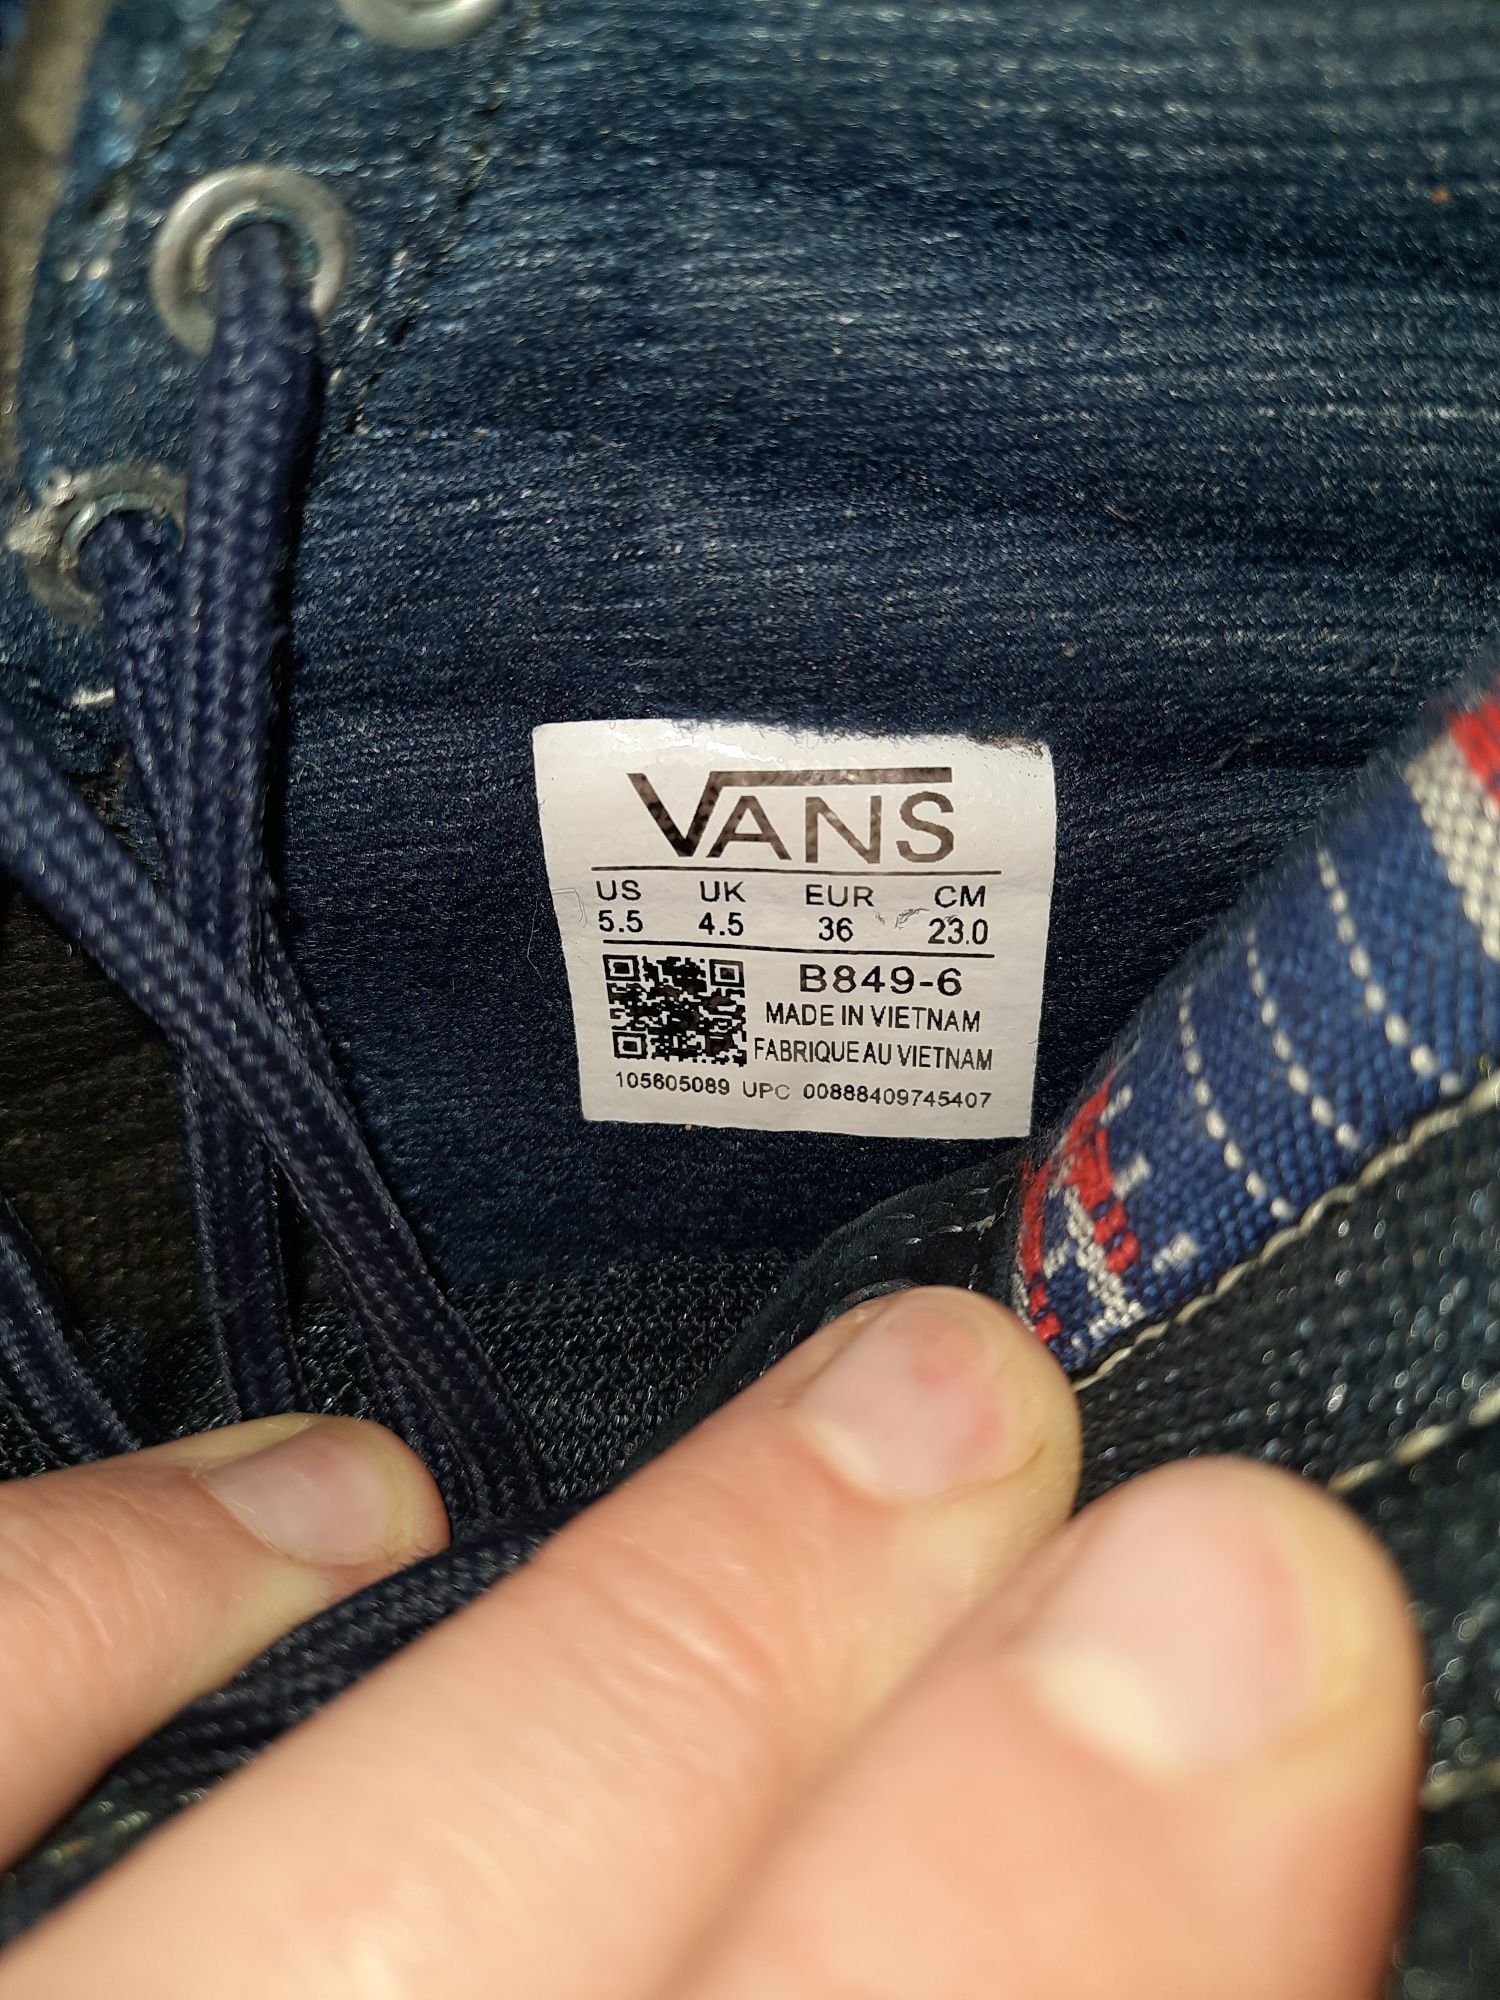 VANS
US UK EUR CM
5.5 4.5 36 23.0
B849-6
MADE IN VIETNAM
FABRIQUE AU VIETNAM
105605089 UPC 00888409745407